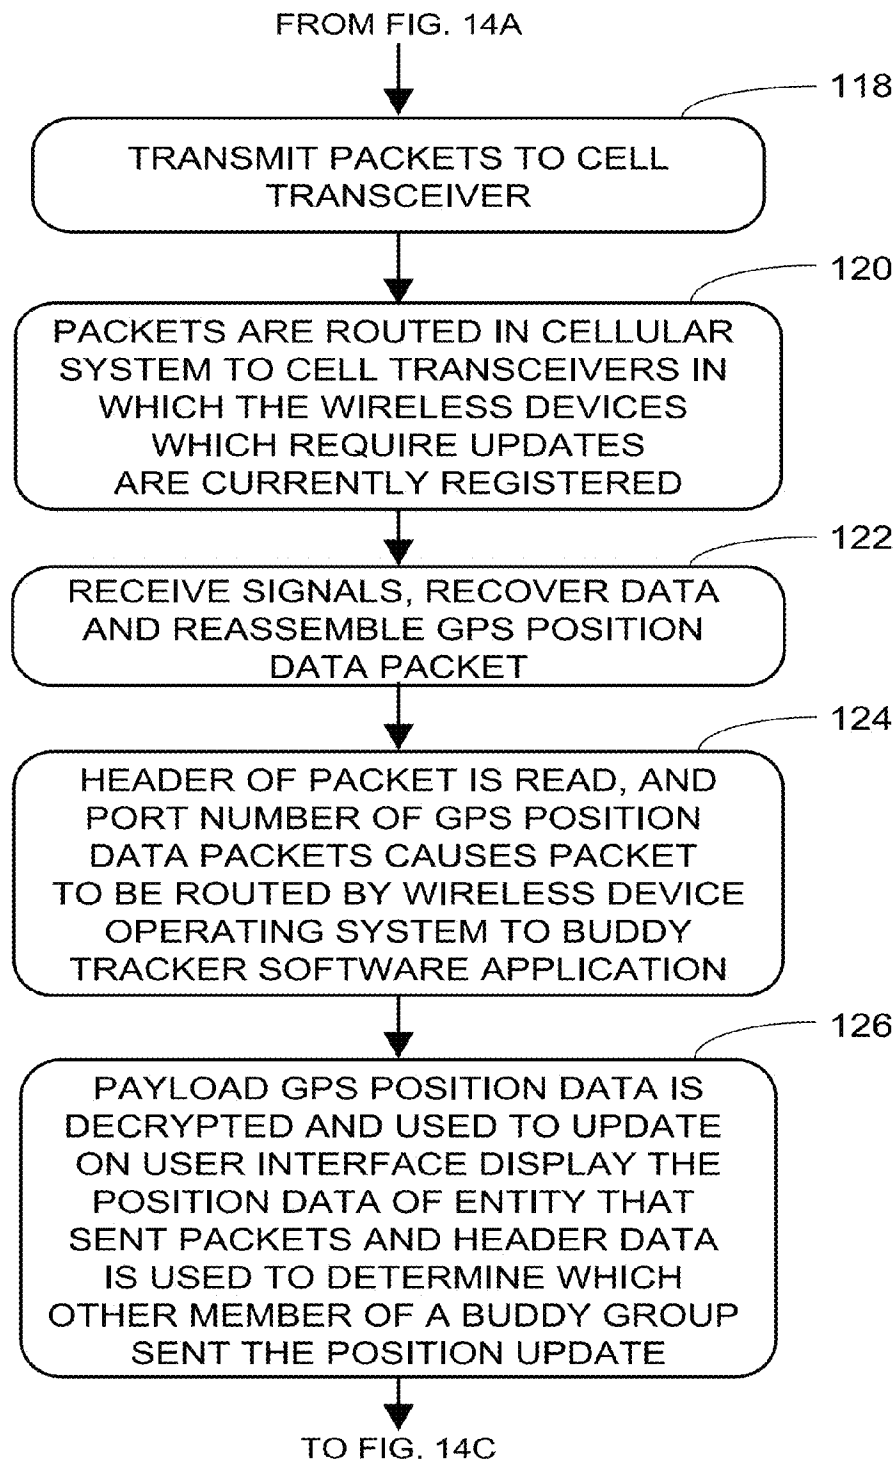 FROM FIG. 14A
118
TRANSMIT PACKETS TO CELL
TRANSCEIVER
120
PACKETS ARE ROUTED IN CELLULAR
SYSTEM TO CELL TRANSCEIVERS IN
WHICH THE WIRELESS DEVICES
WHICH REQUIRE UPDATES
ARE CURRENTLY REGISTERED
122
RECEIVE SIGNALS, RECOVER DATA
AND REASSEMBLE GPS POSITION
DATA PACKET
124
HEADER OF PACKET IS READ, AND
PORT NUMBER OF GPS POSITION
DATA PACKETS CAUSES PACKET
TO BE ROUTED BY WIRELESS DEVICE
OPERATING SYSTEM TO BUDDY
TRACKER SOFTWARE APPLICATION
126
PAYLOAD GPS POSITION DATA IS
DECRYPTED AND USED TO UPDATE
ON USER INTERFACE DISPLAY THE
POSITION DATA OF ENTITY THAT
SENT PACKETS AND HEADER DATA
IS USED TO DETERMINE WHICH
OTHER MEMBER OF A BUDDY GROUP
SENT THE POSITION UPDATE
TO FIG. 14C